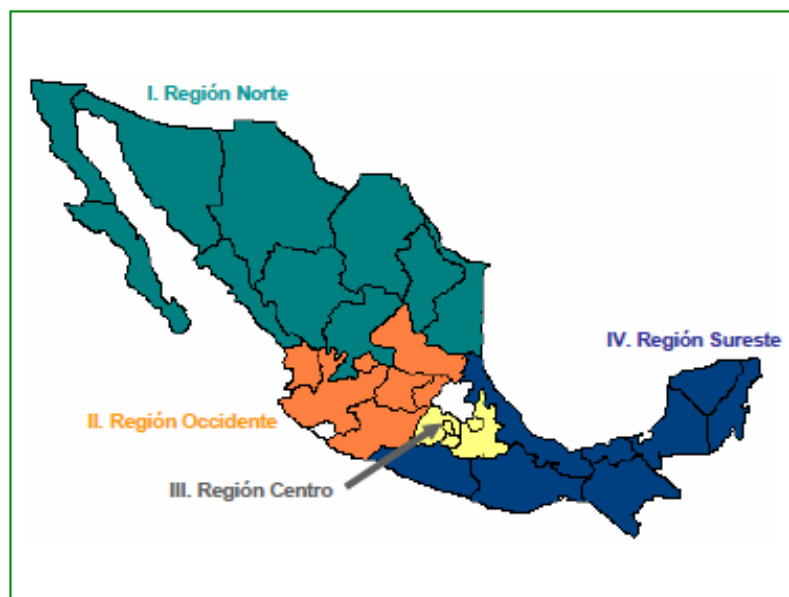 I. Región Norte
IV. Región Sureste
II. Región Occidente
III. Región Centro